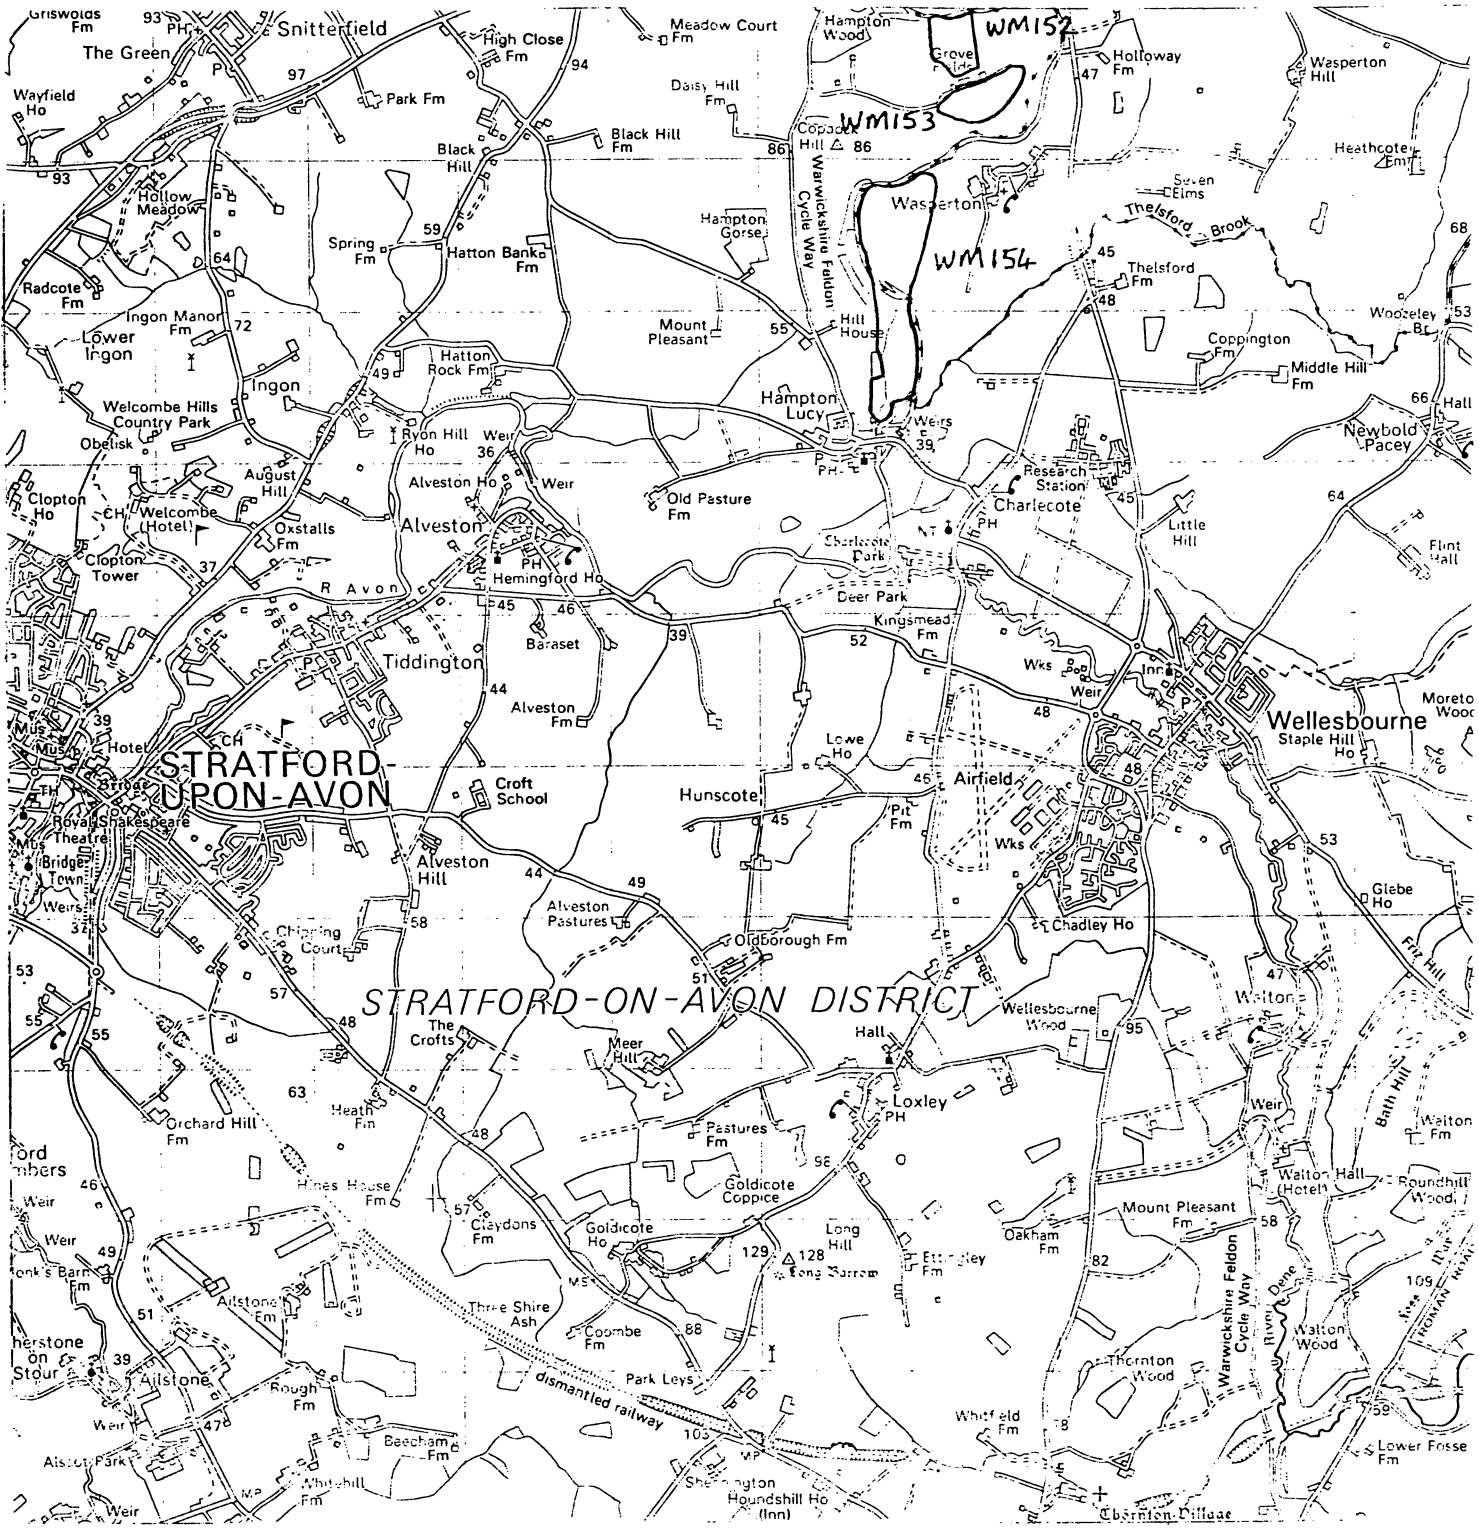 Griswolds
Fm
93
PH
Snitterfield
The Green
P
97
Wayfield
Ho
93
Park Fm
High Close
Fm
94
Meadow Court
Fm
Hampton
Wood
Grove
WM152
Holloway
Fm
47
Wasperton
Hill
Daisy Hill
Fm
WM153
Copdock
Hill
86
86
Black
Hill
Black Hill
Fm
Heathcote
Fm
Hollow
Meadow
Warwickshire Feldon
Cycle Way
Wasperton
Seven
Elms
Thelsford Brook
Hampton
Gorse
Spring
Fm
59
Hatton Bank
Fm
64
68
WM154
45
Thelsford
Fm
48
Radcote
Fm
Ingon Manor
Fm
72
Lower
Ingon
Mount
Pleasant
55
Hill
House
Woozeley
Br
53
Coppington
Fm
Middle Hill
Fm
Hatton
Rock Fm
49
Ingon
Welcombe Hills
Country Park
Obelisk
Hampton
Lucy
66
Hall
Newbold
Pacey
Ryon Hill
Ho
Weir
36
Weirs
39
PH
August
Hill
Alveston Ho
Weir
Research
Station
45
Clopton
Ho
CH
Welcombe
(Hotel)
Oxstalls
Fm
Alveston
Old Pasture
Fm
Charlecote
PH
64
Little
Hill
Flint
Hall
NT
Charlecote
Park
Clopton
Tower
37
PH
Hemingford Ho
R Avon
45
46
Deer Park
Kingsmead
Fm
Baraset
39
52
P
Tiddington
44
Wks
Weir
Inn
P
48
Alveston
Fm
Wellesbourne
Staple Hill
Ho
39
Mus
Mus
Hotel
CH
STRATFORD-
UPON-AVON
TH
Bridge
Royal Shakespeare
Theatre
Mus
Bridge
Town
Weirs
Lowe
Ho
46
Airfield
48
Croft
School
Hunscote
45
Pit
Fm
Wks
53
Alveston
Hill
44
49
Alveston
Pastures
Glebe
Ho
58
Chadley Ho
Oldborough Fm
51
Friz Hill
53
57
47
Walton
STRATFORD-ON-AVON DISTRICT
Wellesbourne
Wood
95
55
55
48
The
Crofts
Meer
Hill
Hall
63
Heath
Fm
Loxley
PH
Weir
Bath Hill
Walton
Fm
Orchard Hill
Fm
48
Pastures
Fm
98
Walton Hall
(Hotel)
Roundhill
Wood
46
Weir
Hines House
Fm
57
Claydons
Fm
Goldicote
Coppice
Goldicote
Ho
Mount Pleasant
Fm
58
Weir
49
Long
Hill
Oakham
Fm
129
128
Long Barrow
Ettingley
Fm
82
Warwickshire Feldon
Cycle Way
River Dene
109
ROMAN ROAD
MS
51
Ailstone
Fm
Three Shire
Ash
Coombe
Fm
88
Walton
Wood
39
Ailstone
Stour
on
dismantled railway
Park Leys
Thornton
Wood
Rough
Fm
Weir
47
103
MP
Whitfield
Fm
59
Lower Fosse
Fm
Beecham
Fm
MP
Whitehill
Fm
Weir
Houndshill Ho
(Inn)
Thornton Village